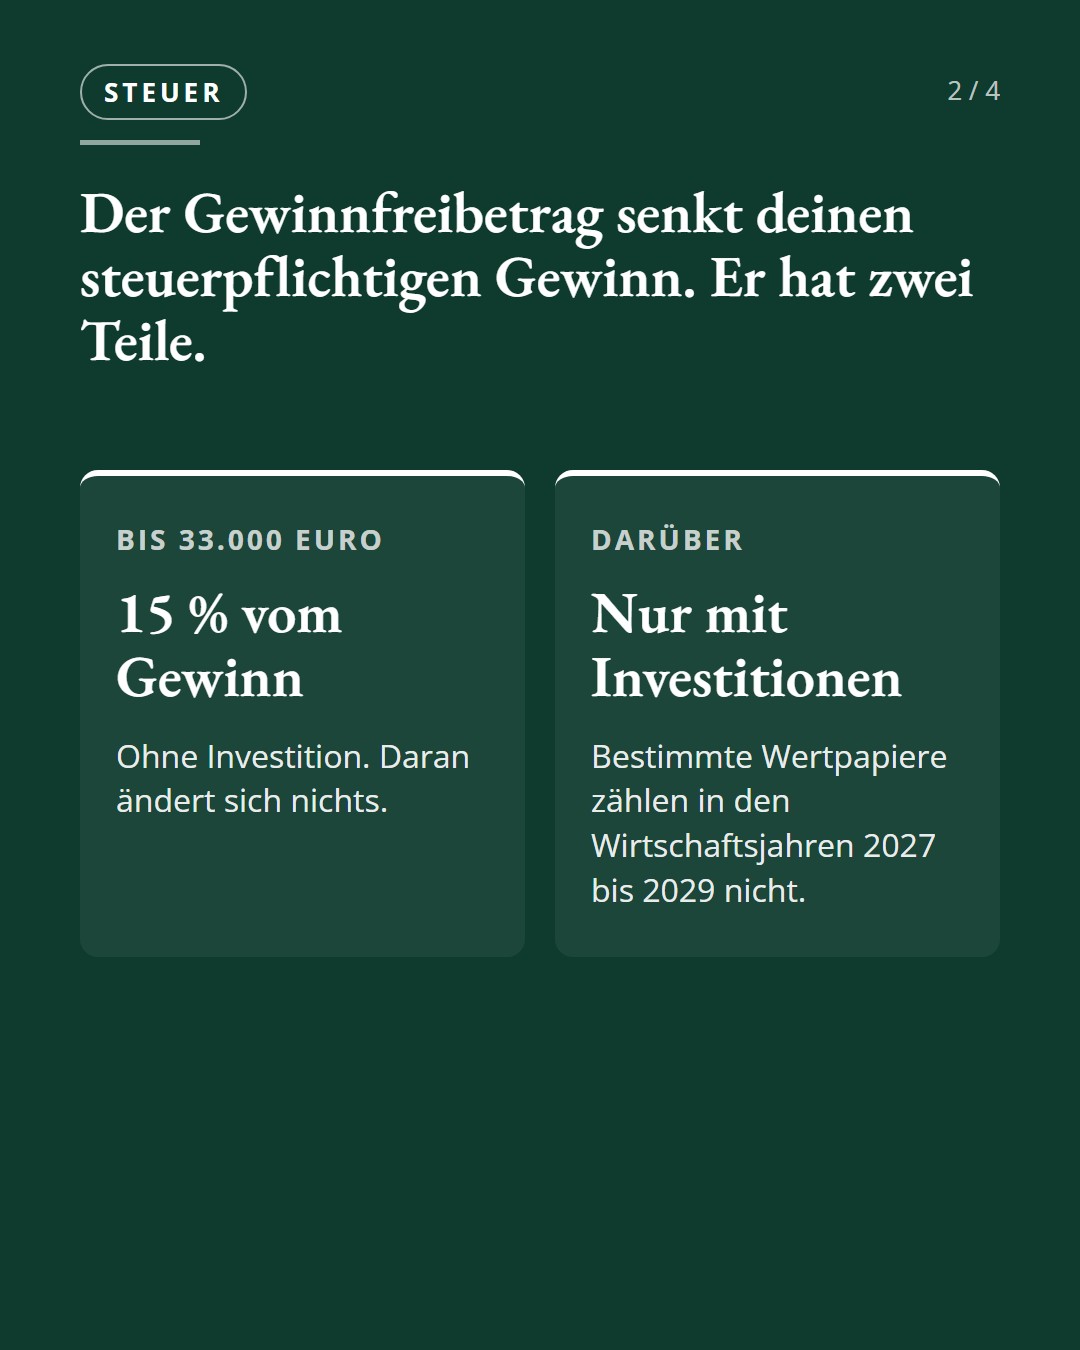 STEUER
2 / 4
Der Gewinnfreibetrag senkt deinen
steuerpflichtigen Gewinn. Er hat zwei
Teile.
BIS 33.000 EURO
15 % vom
Gewinn
Ohne Investition. Daran
ändert sich nichts.
DARÜBER
Nur mit
Investitionen
Bestimmte Wertpapiere
zählen in den
Wirtschaftsjahren 2027
bis 2029 nicht.